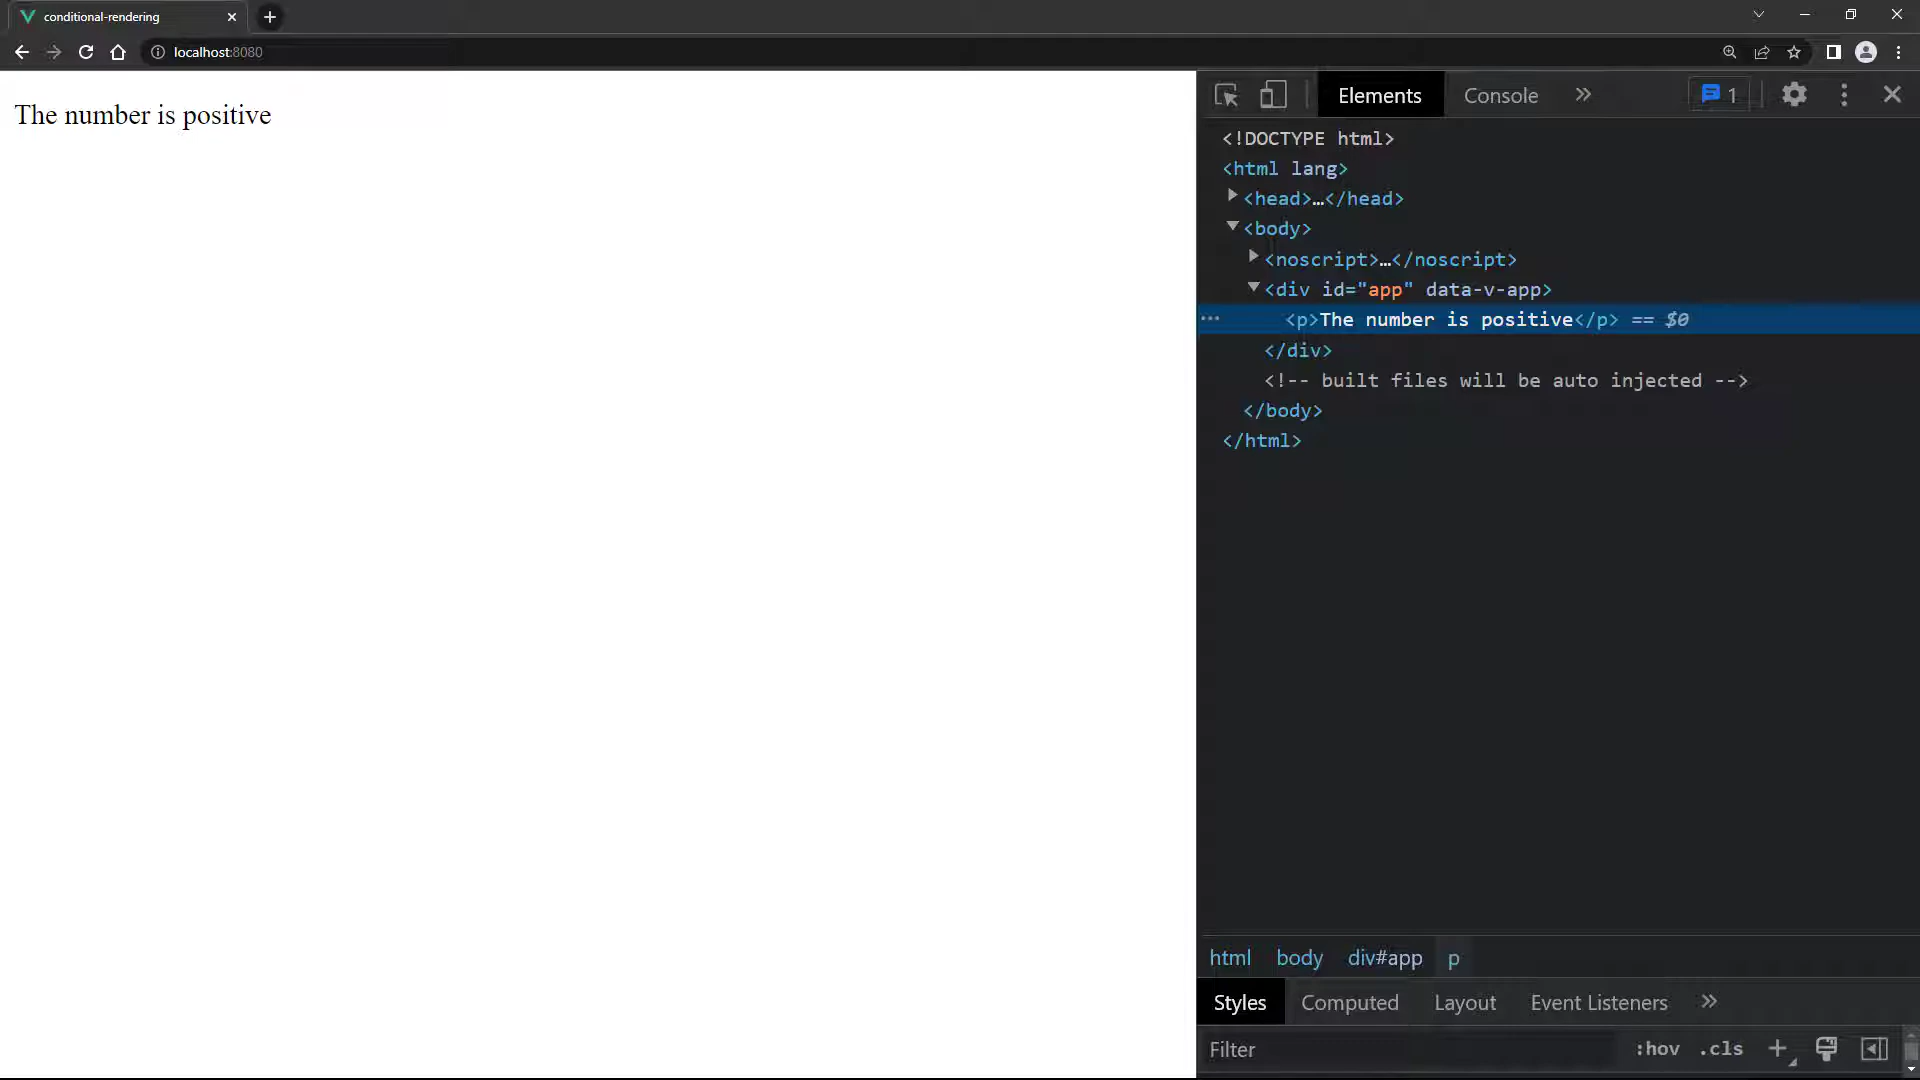 conditional-rendering
localhost:8080
The number is positive
Elements Console 1
<!DOCTYPE html>
<html lang>
<head>…</head>
<body>
<noscript>…</noscript>
<div id="app" data-v-app>
<p>The number is positive</p> == $0
</div>
<!-- built files will be auto injected -->
</body>
</html>
html body div#app p
Styles Computed Layout Event Listeners
Filter :hov .cls